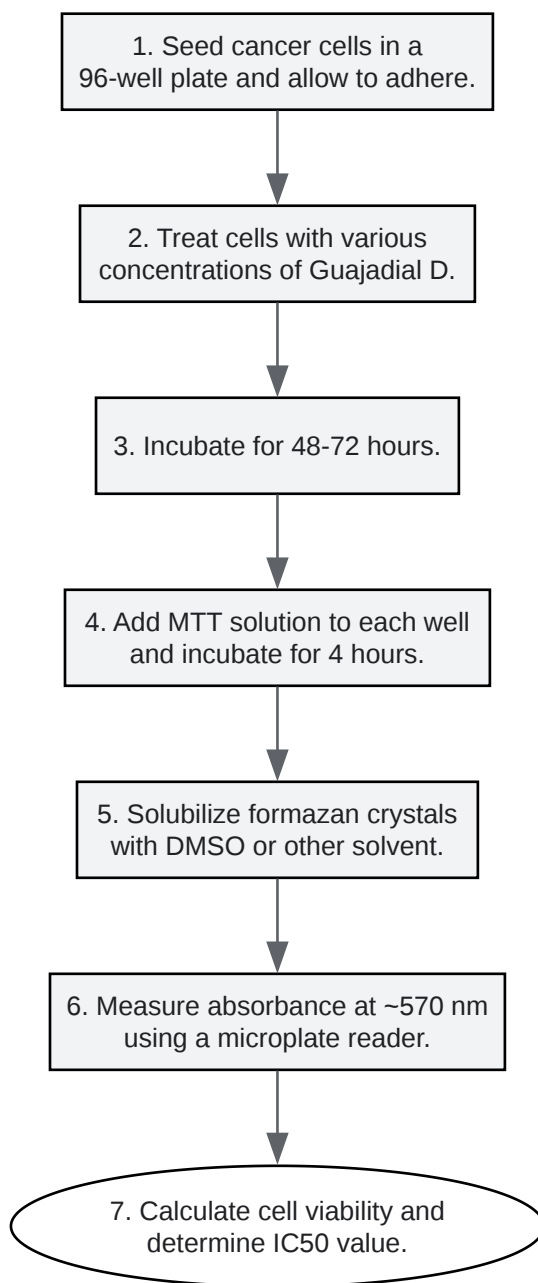 1. Seed cancer cells in a
96-well plate and allow to adhere.
2. Treat cells with various
concentrations of Guajadial D.
3. Incubate for 48-72 hours.
4. Add MTT solution to each well
and incubate for 4 hours.
5. Solubilize formazan crystals
with DMSO or other solvent.
6. Measure absorbance at ~570 nm
using a microplate reader.
7. Calculate cell viability and
determine IC50 value.